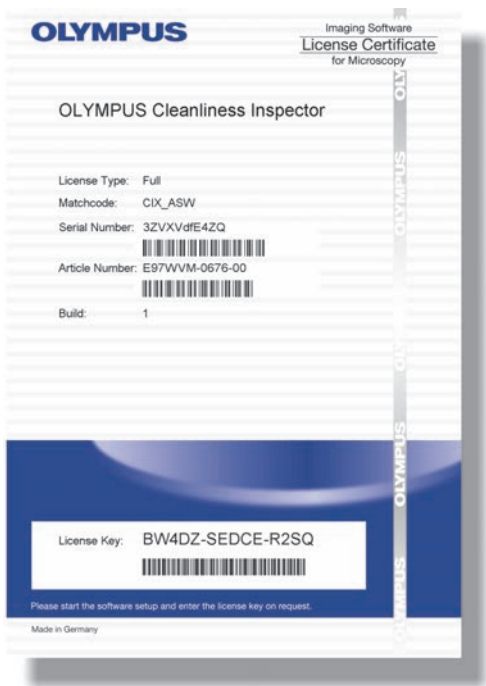 OLYMPUS
Imaging Software
License Certificate
for Microscopy
OLYMPUS Cleanliness Inspector
License Type: Full
Matchcode: CIX_ASW
Serial Number: 3ZVXVdfE4ZQ
Article Number: E97WVM-0676-00
Build: 1
License Key: BW4DZ-SEDCE-R2SQ
Please start the software setup and enter the license key on request.
Made in Germany
OLY
OLYMPUS
OLYMPUS
OLYMPUS